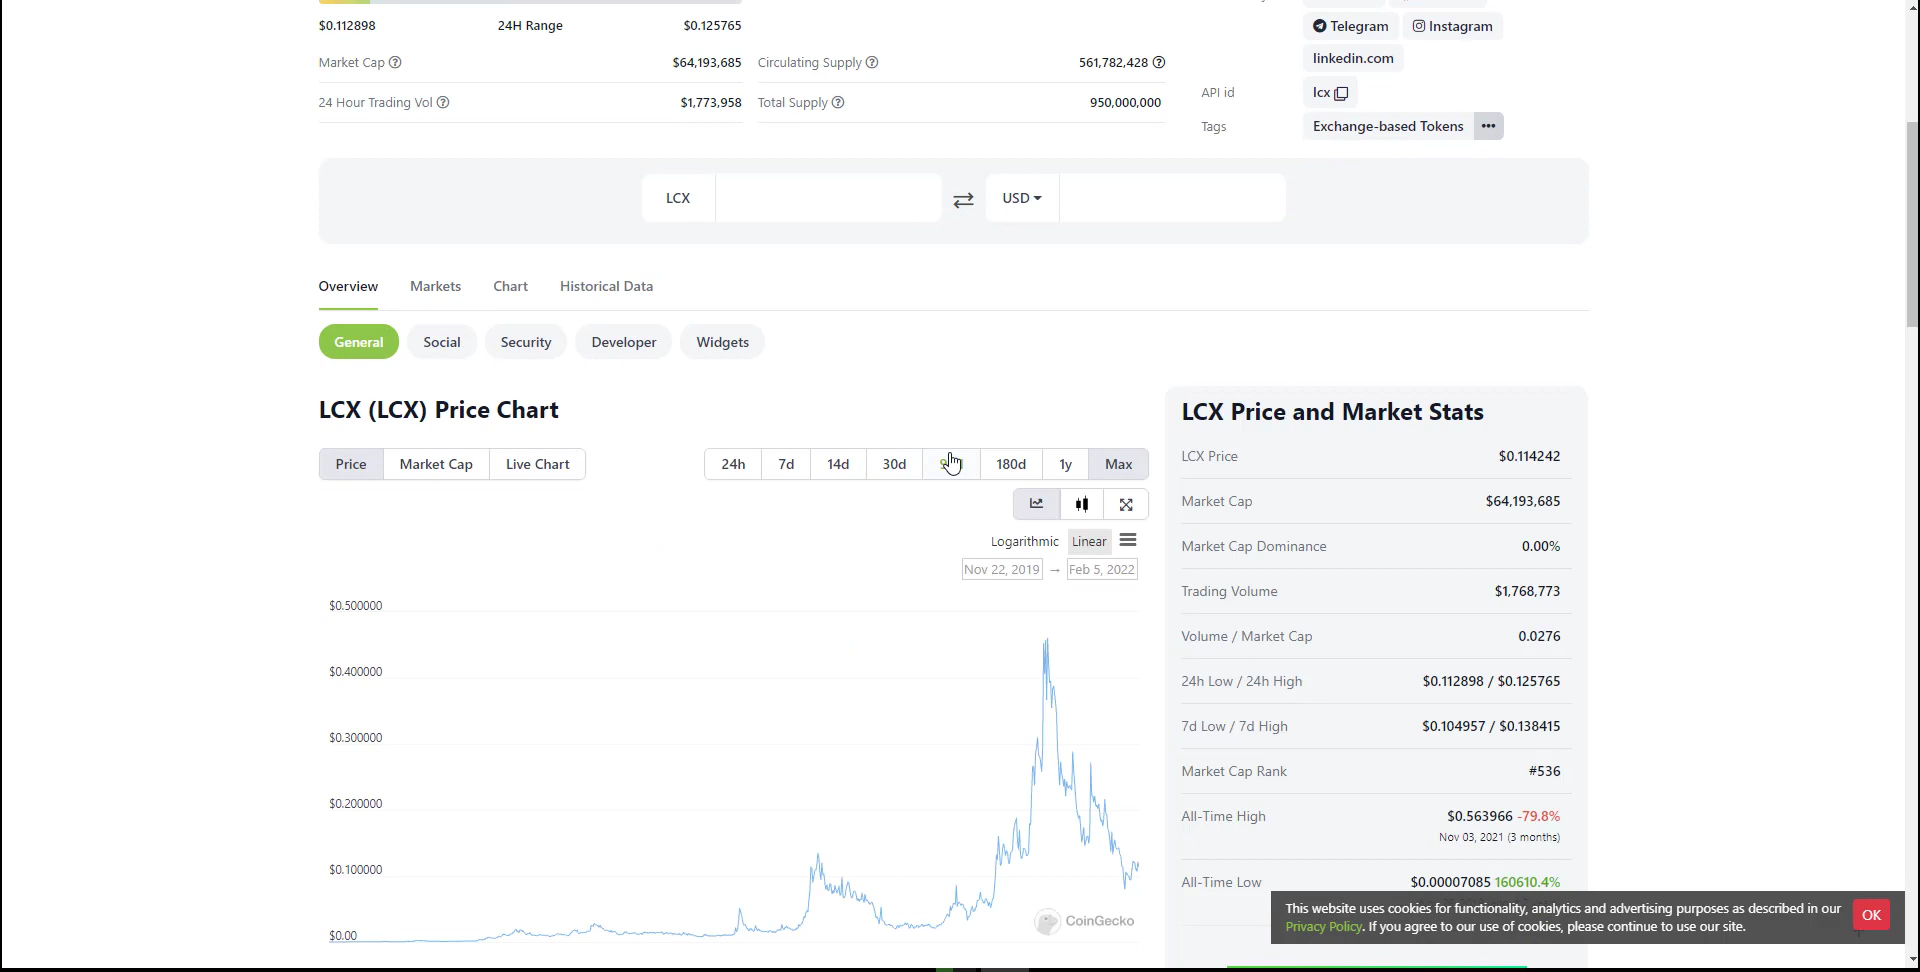 $0.112898 24H Range $0.125765
Telegram Instagram
linkedin.com
Market Cap $64,193,685 Circulating Supply 561,782,428
API id lcx
24 Hour Trading Vol $1,773,958 Total Supply 950,000,000
Tags Exchange-based Tokens
LCX USD
Overview Markets Chart Historical Data
General Social Security Developer Widgets
LCX (LCX) Price Chart
Price Market Cap Live Chart 24h 7d 14d 30d 180d 1y Max
Logarithmic Linear
Nov 22, 2019 → Feb 5, 2022
$0.500000
$0.400000
$0.300000
$0.200000
$0.100000
$0.00
CoinGecko
LCX Price and Market Stats
LCX Price $0.114242
Market Cap $64,193,685
Market Cap Dominance 0.00%
Trading Volume $1,768,773
Volume / Market Cap 0.0276
24h Low / 24h High $0.112898 / $0.125765
7d Low / 7d High $0.104957 / $0.138415
Market Cap Rank #536
All-Time High $0.563966 -79.8%
Nov 03, 2021 (3 months)
All-Time Low $0.00007085 160610.4%
This website uses cookies for functionality, analytics and advertising purposes as described in our
Privacy Policy. If you agree to our use of cookies, please continue to use our site.
OK